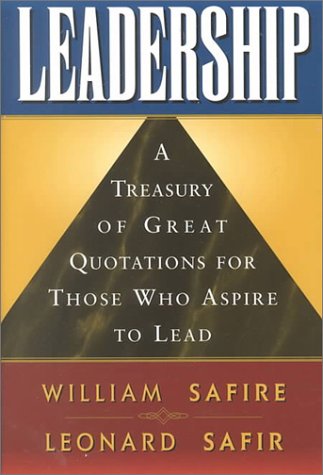 LEADERSHIP
A
TREASURY
OF GREAT
QUOTATIONS FOR
THOSE WHO ASPIRE
TO LEAD
WILLIAM SAFIRE
LEONARD SAFIR